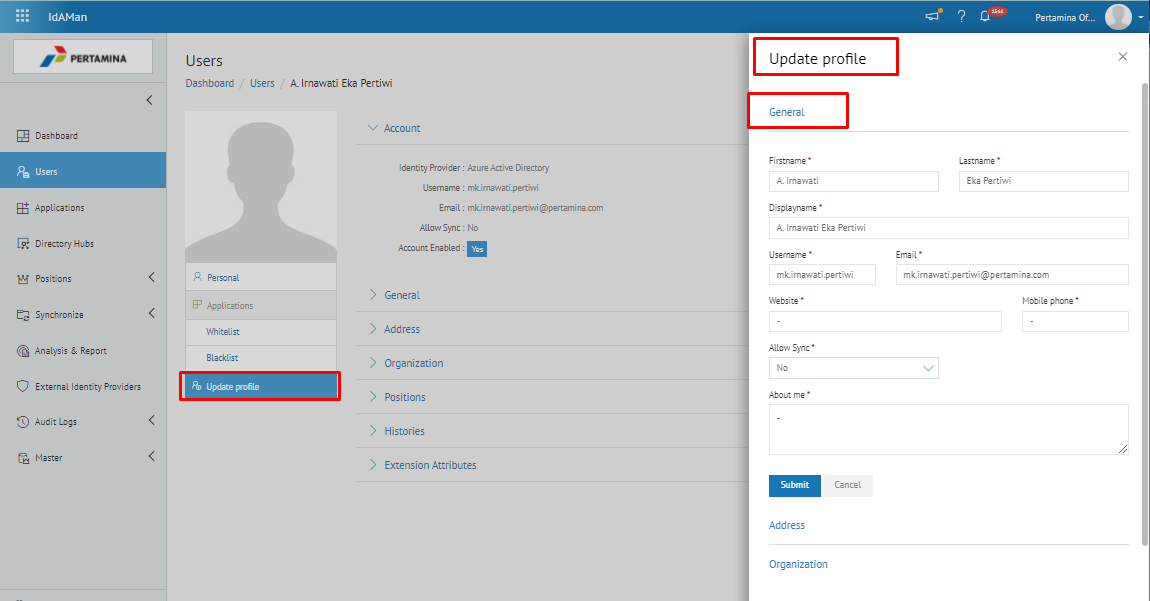 IdAMan
?
1566
Pertamina Of...
PERTAMINA
Dashboard
Users
Applications
Directory Hubs
Positions
Synchronize
Analysis & Report
External Identity Providers
Audit Logs
Master
Users
Dashboard / Users / A. Irnawati Eka Pertiwi
Personal
Applications
Whitelist
Blacklist
Update profile
Account
Identity Provider : Azure Active Directory
Username : mk.irnawati.pertiwi
Email : mk.irnawati.pertiwi@pertamina.com
Allow Sync : No
Account Enabled : Yes
General
Address
Organization
Positions
Histories
Extension Attributes
Update profile
General
Firstname * Lastname *
A. Irnawati Eka Pertiwi
Displayname *
A. Irnawati Eka Pertiwi
Username * Email *
mk.irnawati.pertiwi mk.irnawati.pertiwi@pertamina.com
Website * Mobile phone *
- -
Allow Sync *
No
About me *
-
Submit Cancel
Address
Organization